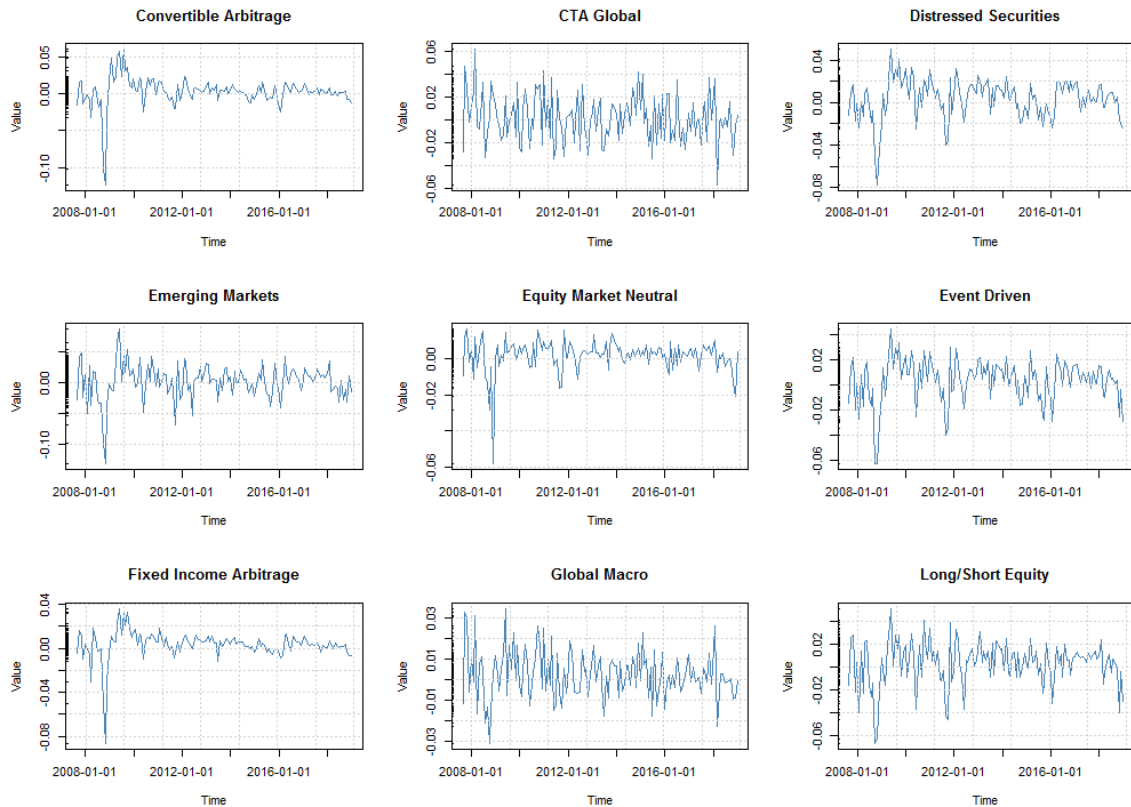 Convertible Arbitrage
Value
0.05
0.00
-0.10
2008-01-01 2012-01-01 2016-01-01
Time
CTA Global
Value
0.06
0.02
-0.02
-0.06
2008-01-01 2012-01-01 2016-01-01
Time
Distressed Securities
Value
0.04
0.00
-0.04
-0.08
2008-01-01 2012-01-01 2016-01-01
Time
Emerging Markets
Value
0.00
-0.10
2008-01-01 2012-01-01 2016-01-01
Time
Equity Market Neutral
Value
0.00
-0.02
-0.06
2008-01-01 2012-01-01 2016-01-01
Time
Event Driven
Value
0.02
-0.02
-0.06
2008-01-01 2012-01-01 2016-01-01
Time
Fixed Income Arbitrage
Value
0.04
0.00
-0.04
-0.08
2008-01-01 2012-01-01 2016-01-01
Time
Global Macro
Value
0.03
0.01
-0.01
-0.03
2008-01-01 2012-01-01 2016-01-01
Time
Long/Short Equity
Value
0.02
-0.02
-0.06
2008-01-01 2012-01-01 2016-01-01
Time